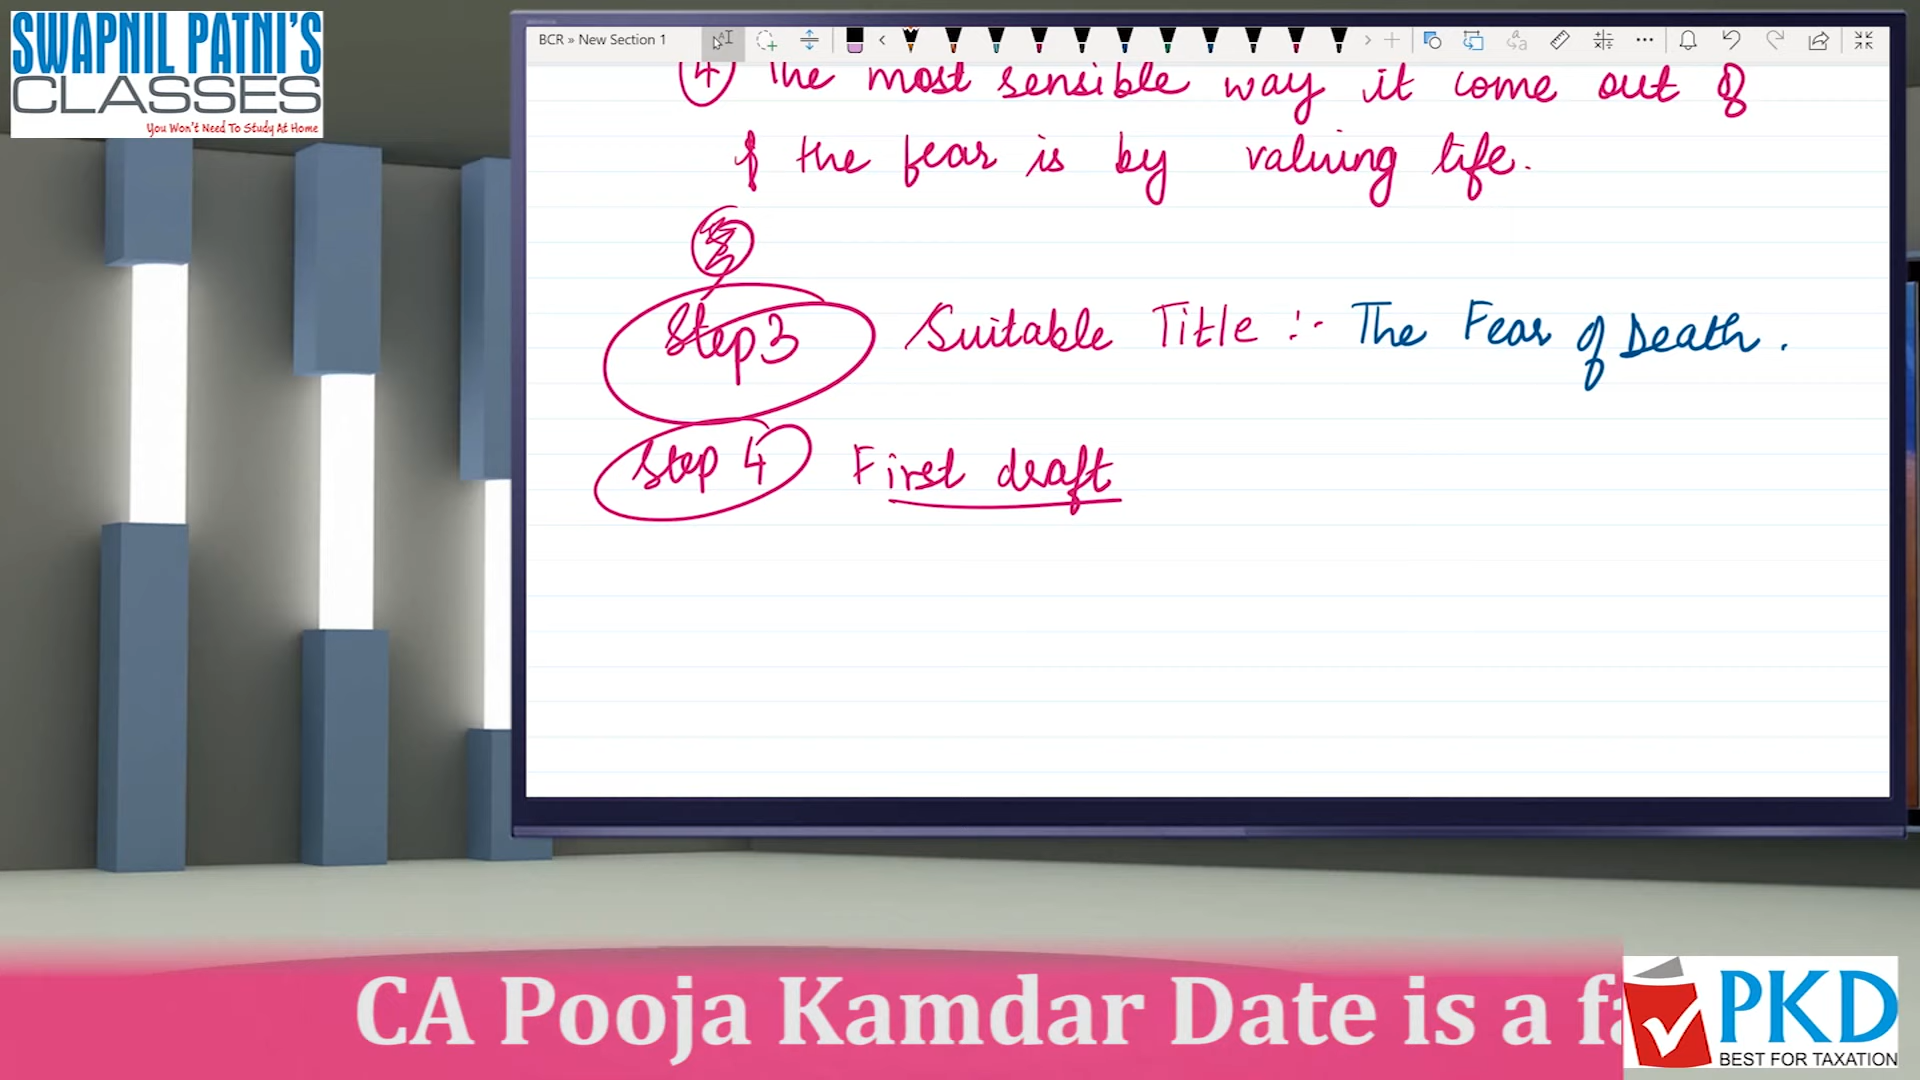 SWAPNIL PATNI'S
CLASSES
You Won't Need To Study At Home
BCR » New Section 1
④ The most sensible way it come out of
of the fear is by valuing life.
Step 3 Suitable Title :- The Fear of Death.
Step 4 First draft
CA Pooja Kamdar Date is a fa
PKD
BEST FOR TAXATION